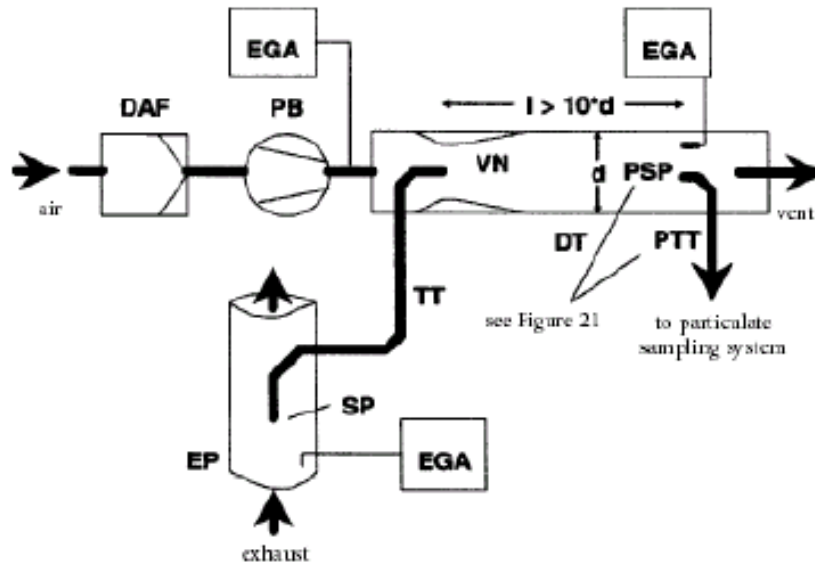 EGA
EGA
DAF
PB
l > 10*d
air
VN
d
PSP
vent
DT
PTT
TT
see Figure 21
to particulate
sampling system
SP
EP
EGA
exhaust